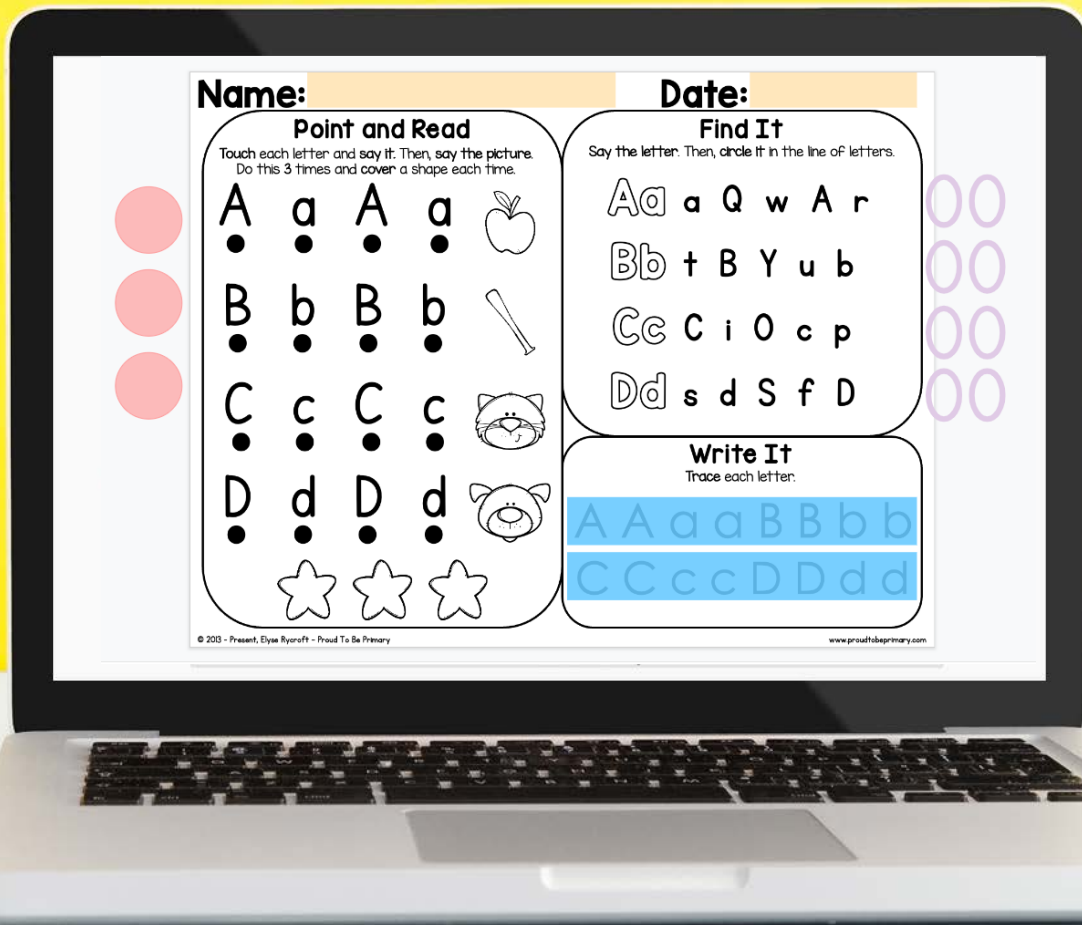 Name: Date:
Point and Read
Touch each letter and say it. Then, say the picture.
Do this 3 times and cover a shape each time.
A a A a
B b B b
C c C c
D d D d
Find It
Say the letter. Then, circle it in the line of letters.
Aa a Q w A r
Bb t B Y u b
Cc C i O c p
Dd s d S f D
Write It
Trace each letter.
A A a a B B b b
C C c c D D d d
© 2013 - Present, Elyse Rycroft - Proud To Be Primary
www.proudtobeprimary.com